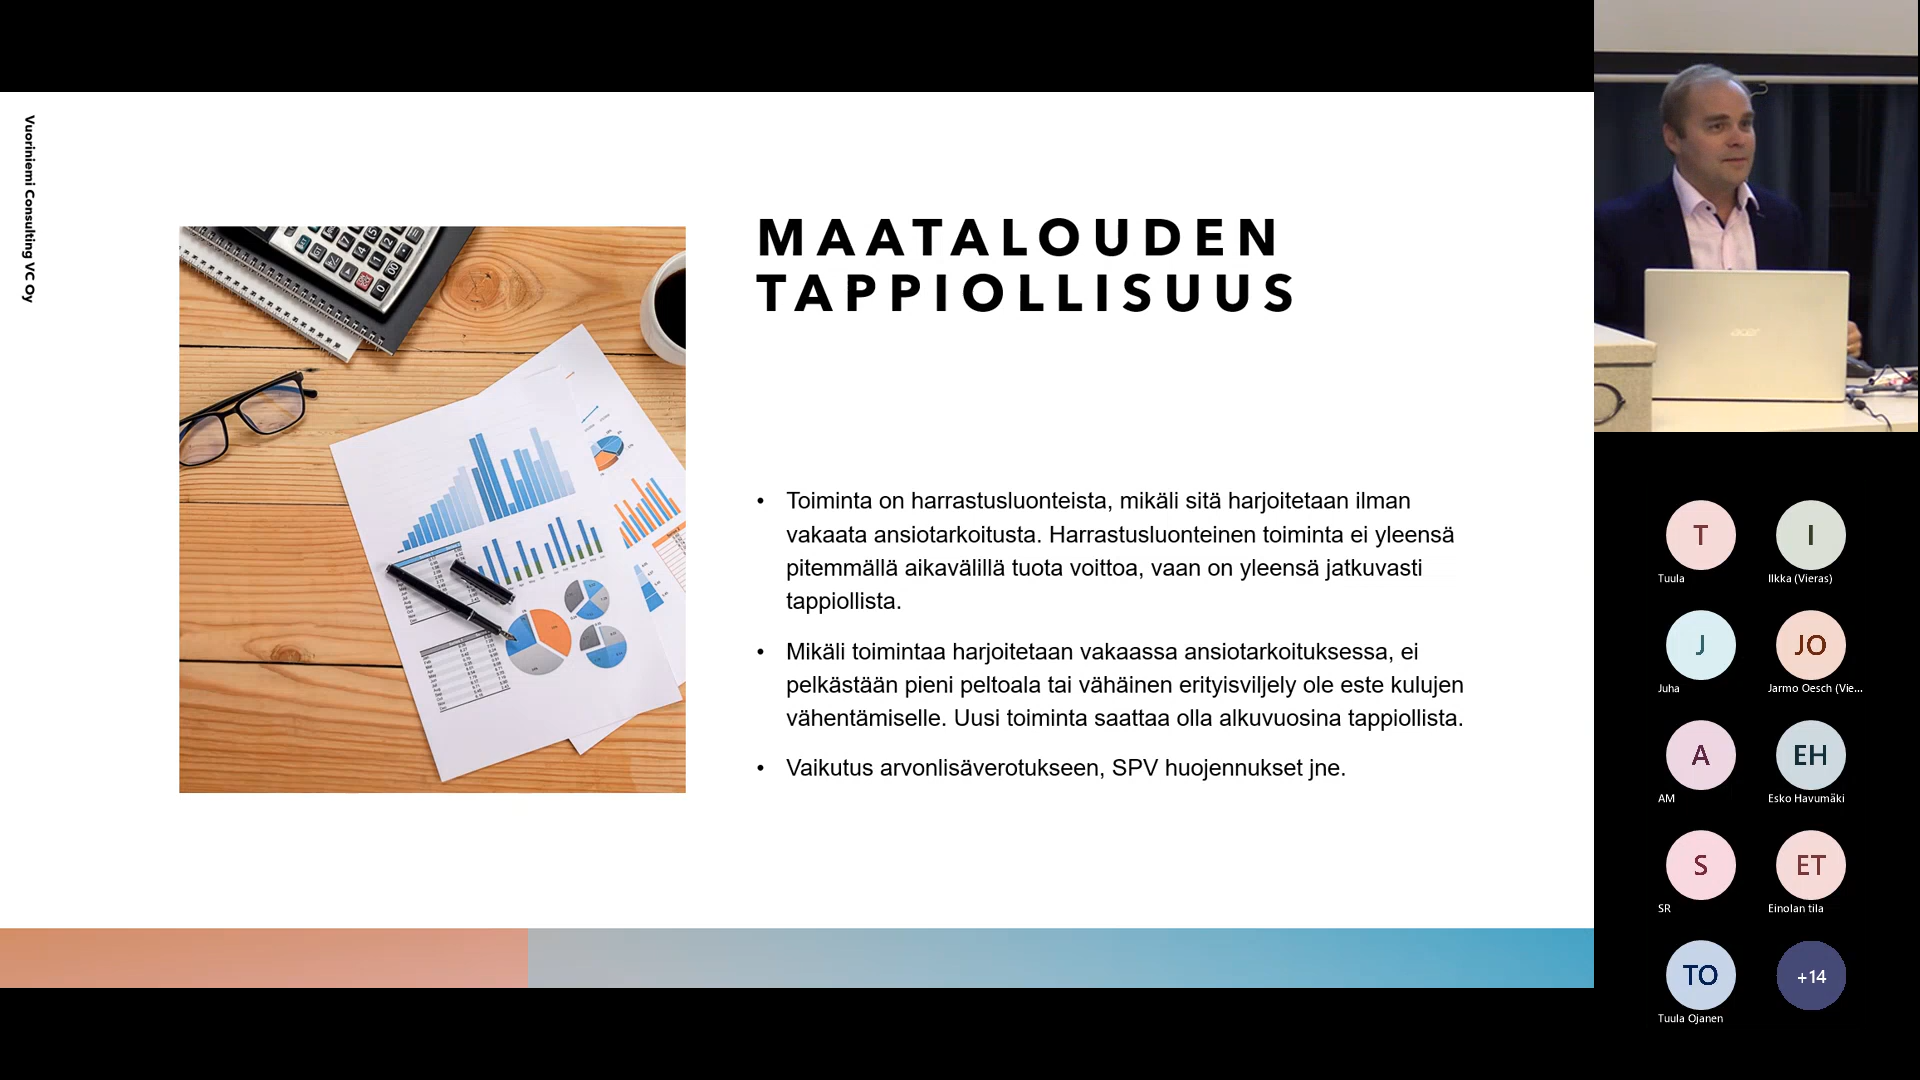 Vuoriniemi Consulting VC Oy
MAATALOUDEN
TAPPIOLLISUUS
• Toiminta on harrastusluonteista, mikäli sitä harjoitetaan ilman
vakaata ansiotarkoitusta. Harrastusluonteinen toiminta ei yleensä
pitemmällä aikavälillä tuota voittoa, vaan on yleensä jatkuvasti
tappiollista.
• Mikäli toimintaa harjoitetaan vakaassa ansiotarkoituksessa, ei
pelkästään pieni peltoala tai vähäinen erityisviljely ole este kulujen
vähentämiselle. Uusi toiminta saattaa olla alkuvuosina tappiollista.
• Vaikutus arvonlisäverotukseen, SPV huojennukset jne.
acer
T
Tuula
I
Ilkka (Vieras)
J
Juha
JO
Jarmo Oesch (Vie...
A
AM
EH
Esko Havumäki
S
SR
ET
Einolan tila
TO
Tuula Ojanen
+14